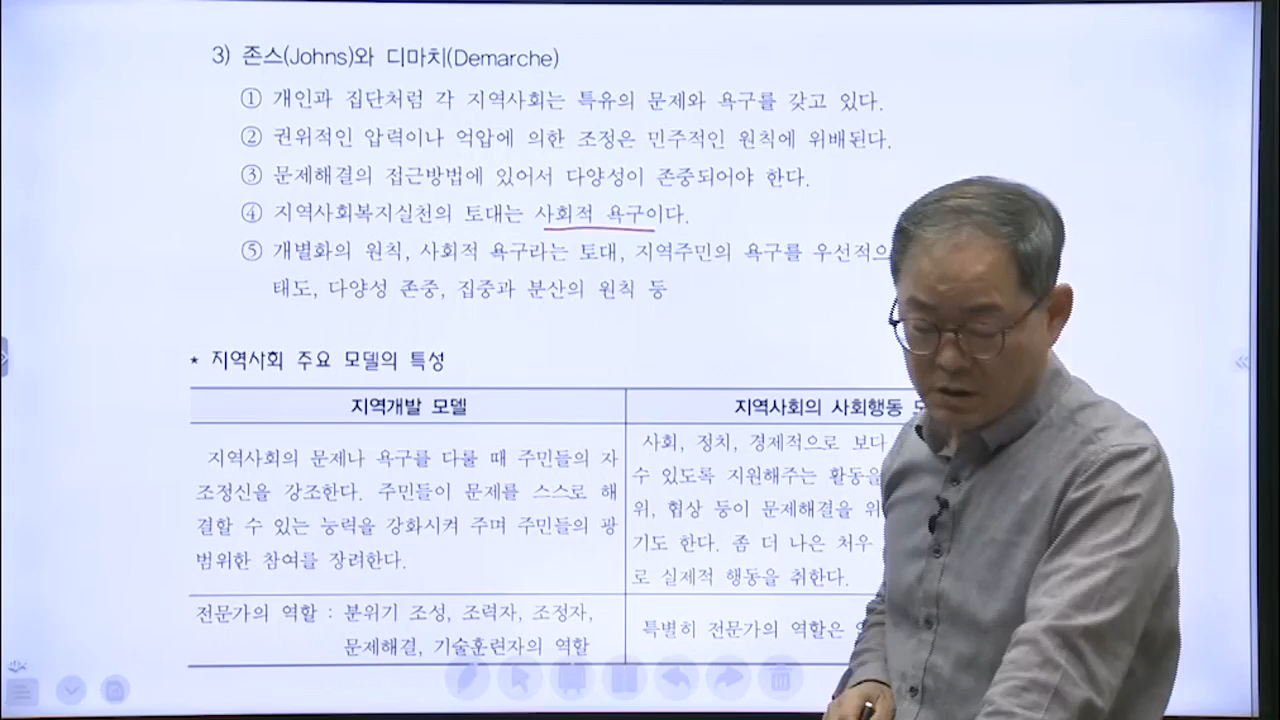 3) 존스(Johns)와 디마치(Demarche)
① 개인과 집단처럼 각 지역사회는 특유의 문제와 욕구를 갖고 있다.
② 권위적인 압력이나 억압에 의한 조정은 민주적인 원칙에 위배된다.
③ 문제해결의 접근방법에 있어서 다양성이 존중되어야 한다.
④ 지역사회복지실천의 토대는 사회적 욕구이다.
⑤ 개별화의 원칙, 사회적 욕구라는 토대, 지역주민의 욕구를 우선적으
태도, 다양성 존중, 집중과 분산의 원칙 등
* 지역사회 주요 모델의 특성
지역개발 모델
지역사회의 사회행동
지역사회의 문제나 욕구를 다룰 때 주민들의 자
조정신을 강조한다. 주민들이 문제를 스스로 해
결할 수 있는 능력을 강화시켜 주며 주민들의 광
범위한 참여를 장려한다.
사회, 정치, 경제적으로 보다
수 있도록 지원해주는 활동을
위, 협상 등이 문제해결을 위
기도 한다. 좀 더 나은 처우
로 실제적 행동을 취한다.
전문가의 역할 : 분위기 조성, 조력자, 조정자,
문제해결, 기술훈련자의 역할
특별히 전문가의 역할은